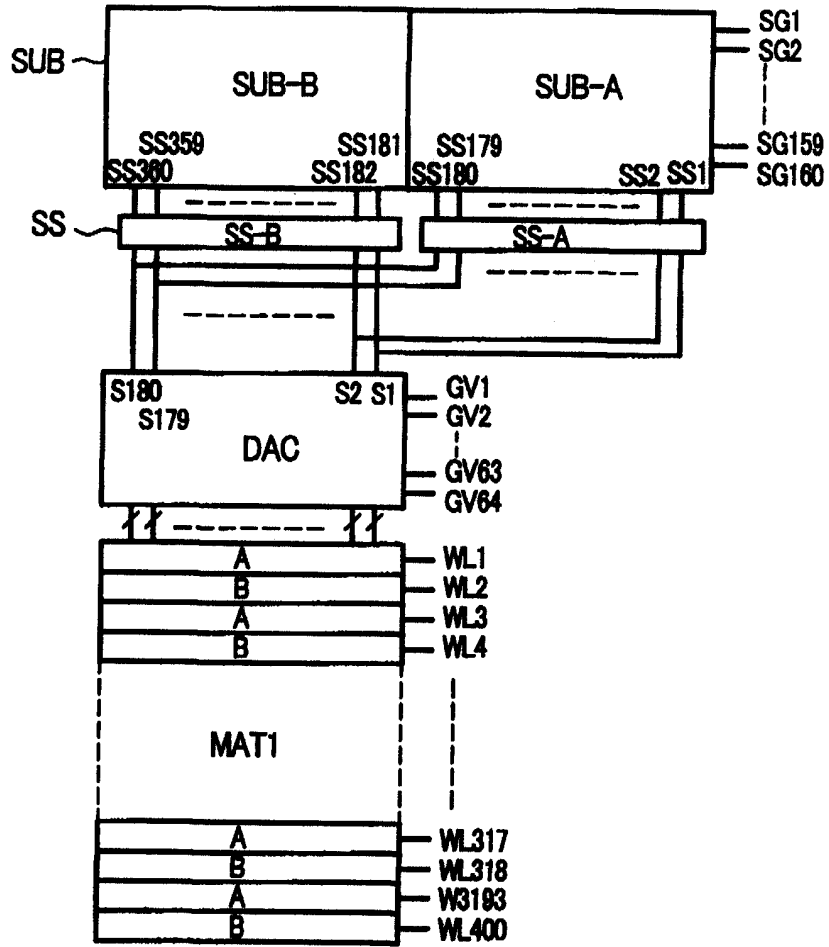 SG1
SUB
SUB-B
SUB-A
SG2
SS359
SS181
SS179
SG159
SS360
SS182
SS180
SS2
SS1
SG160
SS
SS-B
SS-A
S180
S2
S1
GV1
S179
GV2
DAC
GV63
GV64
A
WL1
B
WL2
A
WL3
B
WL4
MAT1
A
WL317
B
WL318
A
W3193
B
WL400